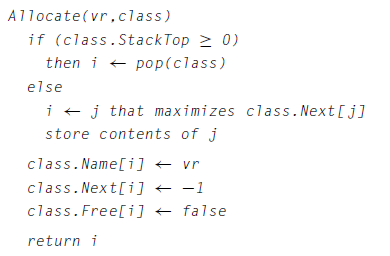 Allocate(vr,class)
if (class.StackTop ≥ 0)
then i ← pop(class)
else
i ← j that maximizes class.Next[j]
store contents of j
class.Name[i] ← vr
class.Next[i] ← -1
class.Free[i] ← false
return i